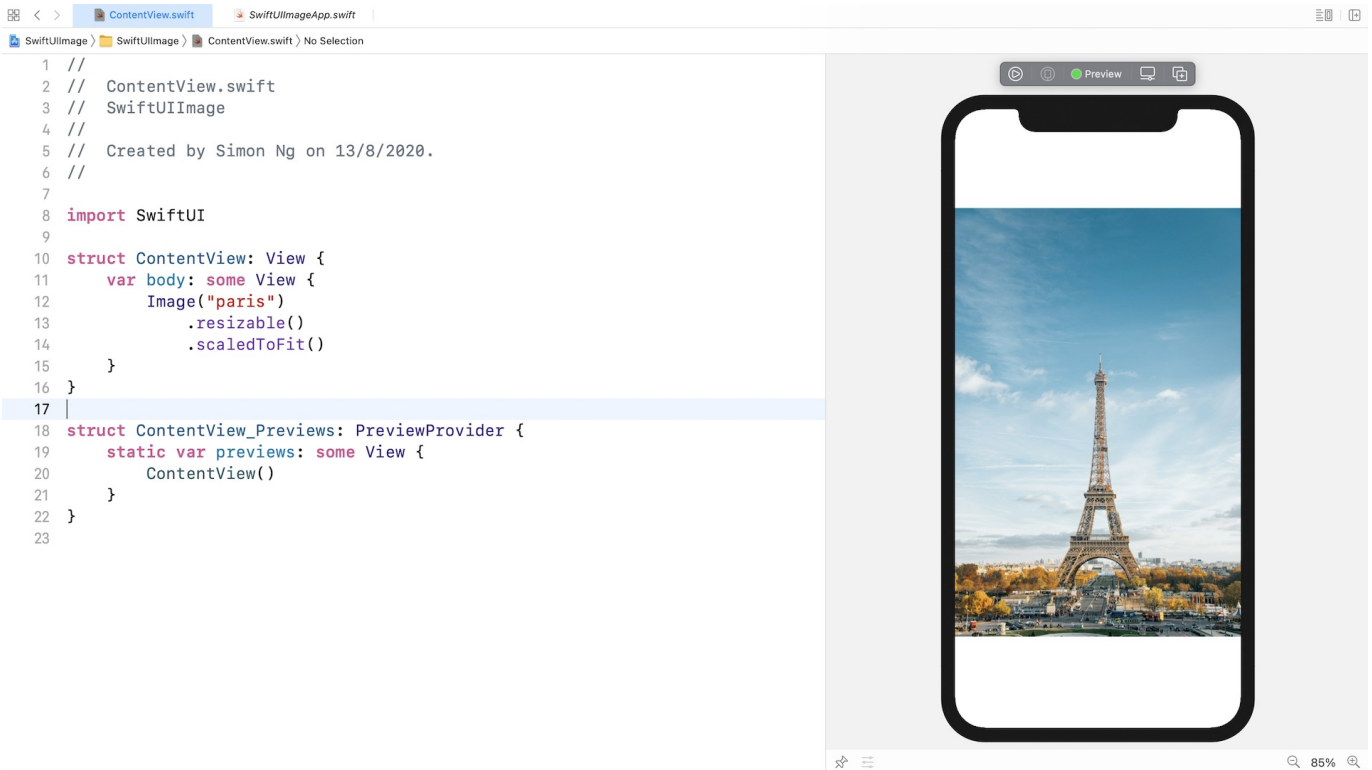 ContentView.swift
SwiftUIImageApp.swift
SwiftUIImage 〉 SwiftUIImage 〉 ContentView.swift 〉 No Selection
1 //
2 //  ContentView.swift
3 //  SwiftUIImage
4 //
5 //  Created by Simon Ng on 13/8/2020.
6 //
7
8 import SwiftUI
9
10 struct ContentView: View {
11     var body: some View {
12         Image("paris")
13             .resizable()
14             .scaledToFit()
15     }
16 }
17
18 struct ContentView_Previews: PreviewProvider {
19     static var previews: some View {
20         ContentView()
21     }
22 }
23
Preview
85%